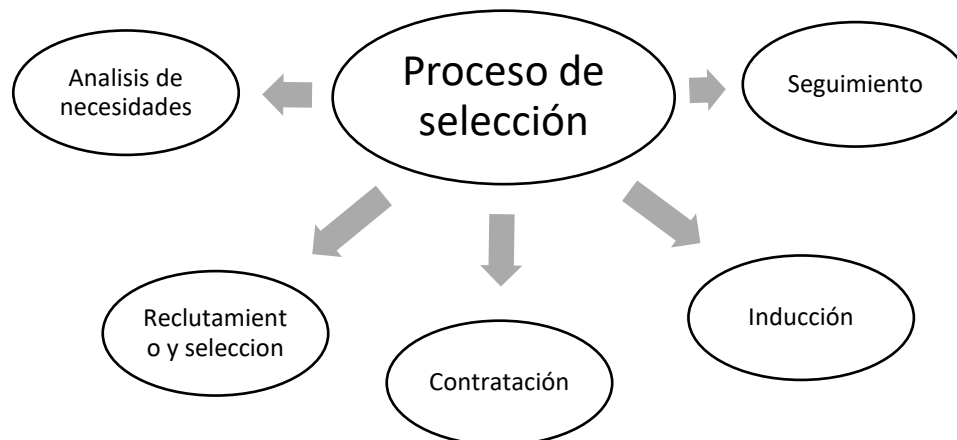 Proceso de
selección
Analisis de
necesidades
Seguimiento
Reclutamient
o y seleccion
Contratación
Inducción